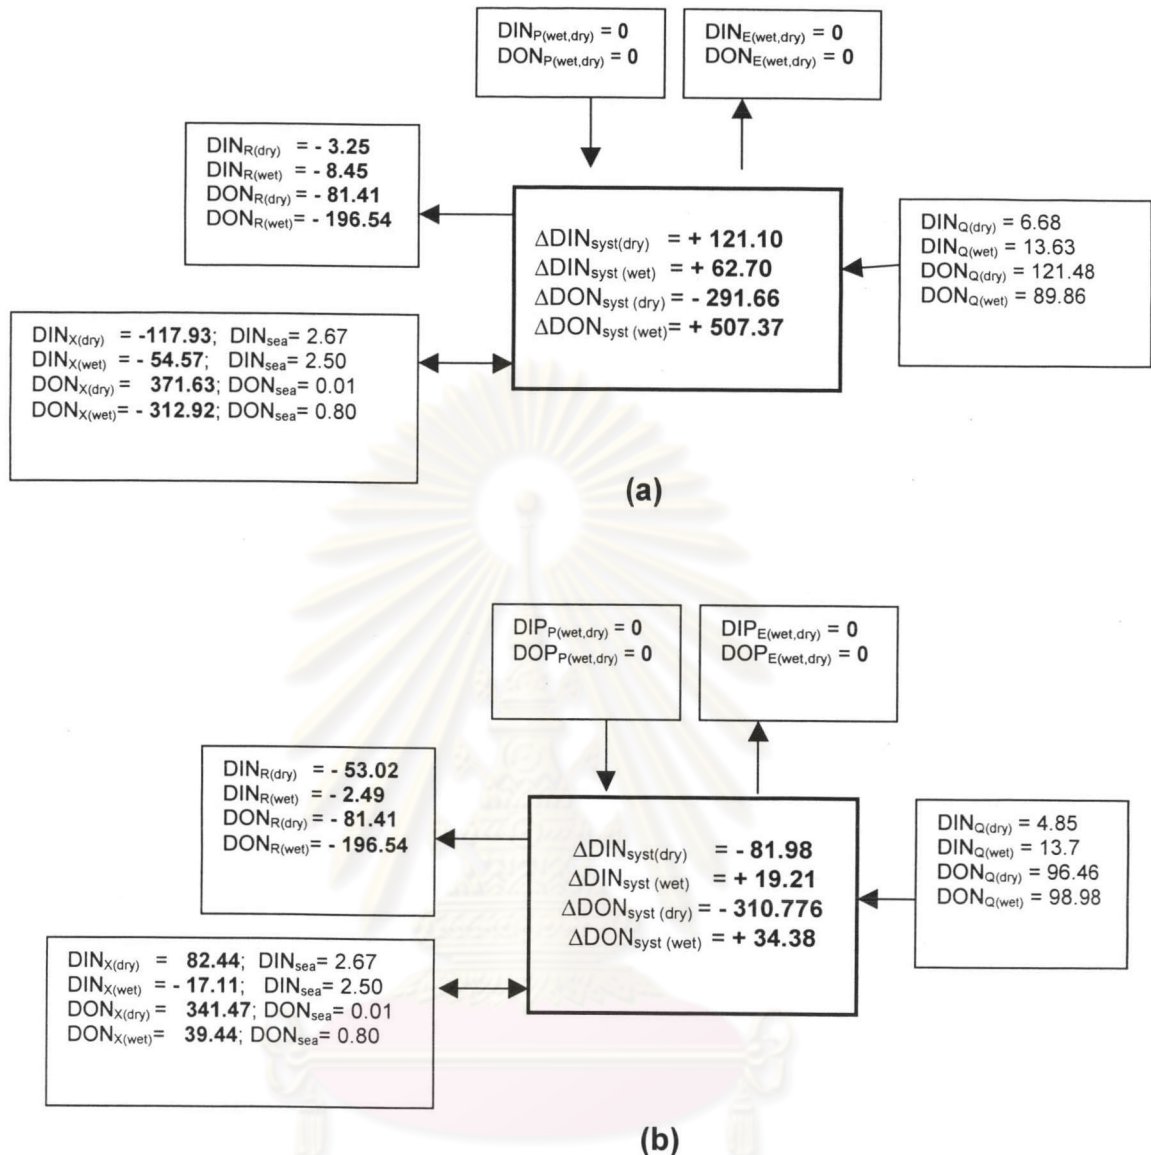 DINP(wet,dry) = 0
DONP(wet,dry) = 0
DINE(wet,dry) = 0
DONE(wet,dry) = 0
DINR(dry) = - 3.25
DINR(wet) = - 8.45
DONR(dry) = - 81.41
DONR(wet)= - 196.54
ΔDINsyst(dry) = + 121.10
ΔDINsyst (wet) = + 62.70
ΔDONsyst (dry) = - 291.66
ΔDONsyst (wet)= + 507.37
DINQ(dry) = 6.68
DINQ(wet) = 13.63
DONQ(dry) = 121.48
DONQ(wet) = 89.86
DINX(dry) = -117.93; DINsea= 2.67
DINX(wet) = - 54.57; DINsea= 2.50
DONX(dry) = 371.63; DONsea= 0.01
DONX(wet)= - 312.92; DONsea= 0.80
(a)
DIPP(wet,dry) = 0
DOPP(wet,dry) = 0
DIPE(wet,dry) = 0
DOPE(wet,dry) = 0
DINR(dry) = - 53.02
DINR(wet) = - 2.49
DONR(dry) = - 81.41
DONR(wet)= - 196.54
ΔDINsyst(dry) = - 81.98
ΔDINsyst (wet) = + 19.21
ΔDONsyst (dry) = - 310.776
ΔDONsyst (wet) = + 34.38
DINQ(dry) = 4.85
DINQ(wet) = 13.7
DONQ(dry) = 96.46
DONQ(wet) = 98.98
DINX(dry) = 82.44; DINsea= 2.67
DINX(wet) = - 17.11; DINsea= 2.50
DONX(dry) = 341.47; DONsea= 0.01
DONX(wet)= 39.44; DONsea= 0.80
(b)